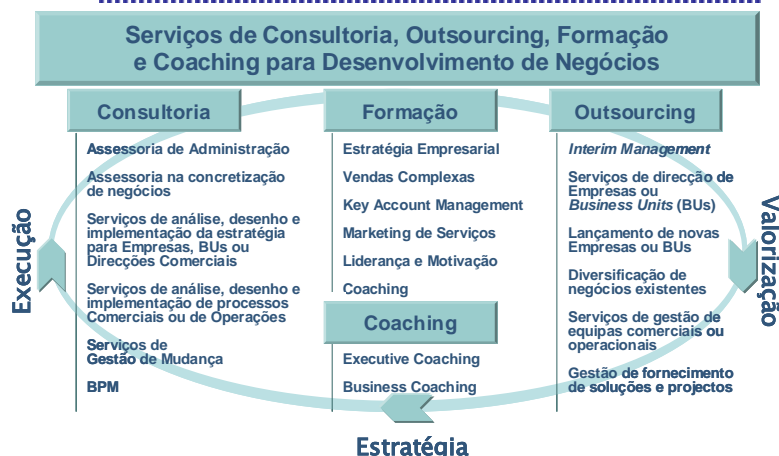 Serviços de Consultoria, Outsourcing, Formação
e Coaching para Desenvolvimento de Negócios
Consultoria
Assessoria de Administração
Assessoria na concretização
de negócios
Serviços de análise, desenho e
implementação da estratégia
para Empresas, BUs ou
Direcções Comerciais
Serviços de análise, desenho e
implementação de processos
Comerciais ou de Operações
Serviços de
Gestão de Mudança
BPM
Formação
Estratégia Empresarial
Vendas Complexas
Key Account Management
Marketing de Serviços
Liderança e Motivação
Coaching
Coaching
Executive Coaching
Business Coaching
Outsourcing
Interim Management
Serviços de direcção de
Empresas ou
Business Units (BUs)
Lançamento de novas
Empresas ou BUs
Diversificação de
negócios existentes
Serviços de gestão de
equipas comerciais ou
operacionais
Gestão de fornecimento
de soluções e projectos
Execução
Valorização
Estratégia